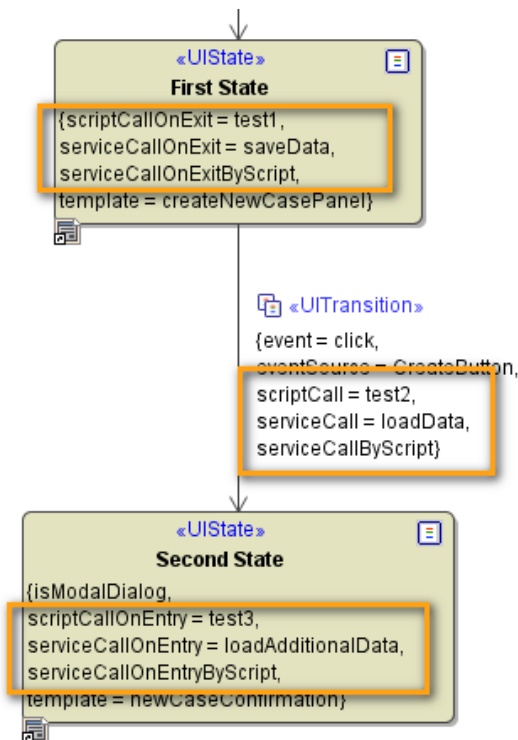 «UIState»
First State
{scriptCallOnExit = test1,
serviceCallOnExit = saveData,
serviceCallOnExitByScript,
template = createNewCasePanel}
«UITransition»
{event = click,
eventSource = CreateButton,
scriptCall = test2,
serviceCall = loadData,
serviceCallByScript}
«UIState»
Second State
{isModalDialog,
scriptCallOnEntry = test3,
serviceCallOnEntry = loadAdditionalData,
serviceCallOnEntryByScript,
template = newCaseConfirmation}